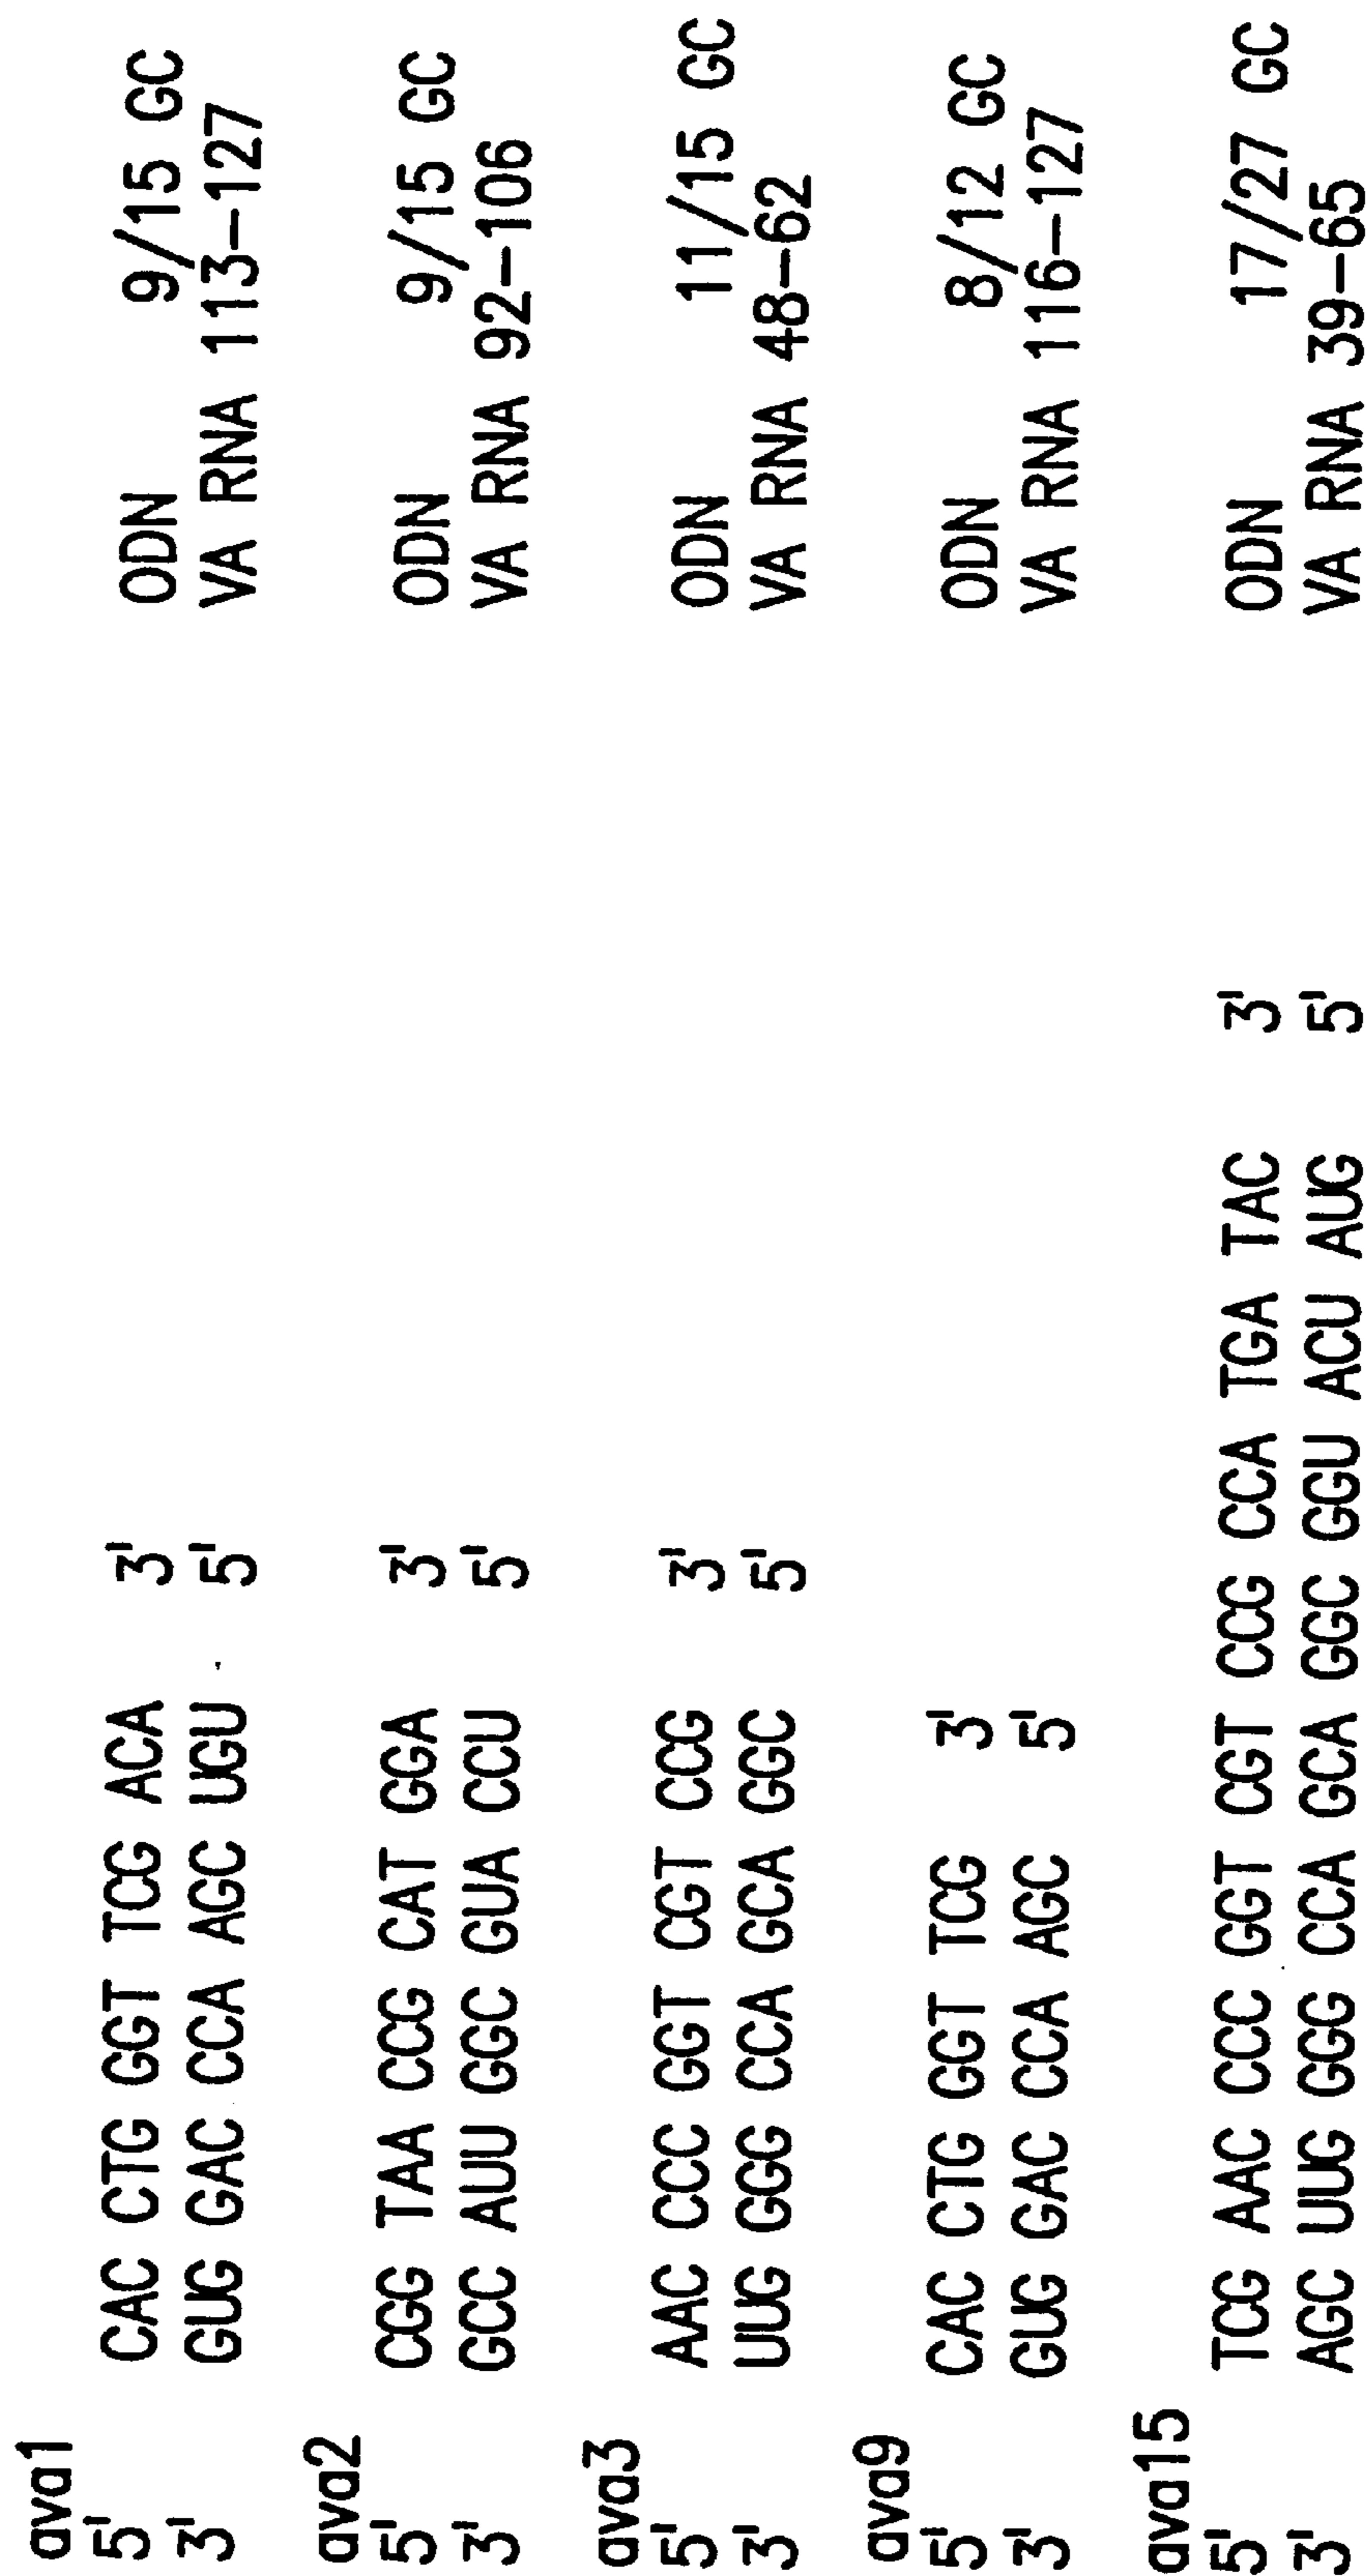 ava1
5' CAC CTG GGT TCG ACA 3' ODN 9/15 GC
3' GUG GAC CCA AGC UGU 5' VA RNA 113-127
ava2
5' CGG TAA CCG CAT GGA 3' ODN 9/15 GC
3' GCC AUU GGC GUA CCU 5' VA RNA 92-106
ava3
5' AAC CCC GGT CGT CCG 3' ODN 11/15 GC
3' UUG GGG CCA GCA GGC 5' VA RNA 48-62
ava9
5' CAC CTG GGT TCG 3' ODN 8/12 GC
3' GUG GAC CCA AGC 5' VA RNA 116-127
ava15
5' TCG AAC CCC GGT CGT CCG CCA TGA TAC 3' ODN 17/27 GC
3' AGC UUG GGG CCA GCA GGC GGU ACU AUG 5' VA RNA 39-65